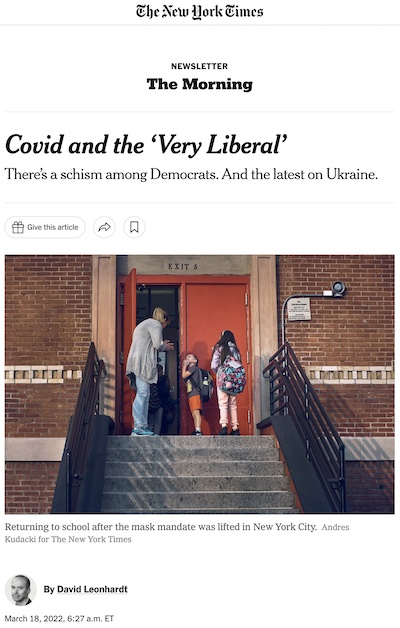 The New York Times
NEWSLETTER
The Morning
Covid and the ‘Very Liberal’
There’s a schism among Democrats. And the latest on Ukraine.
Give this article
EXIT 8
Returning to school after the mask mandate was lifted in New York City. Andres
Kudacki for The New York Times
By David Leonhardt
March 18, 2022, 6:27 a.m. ET